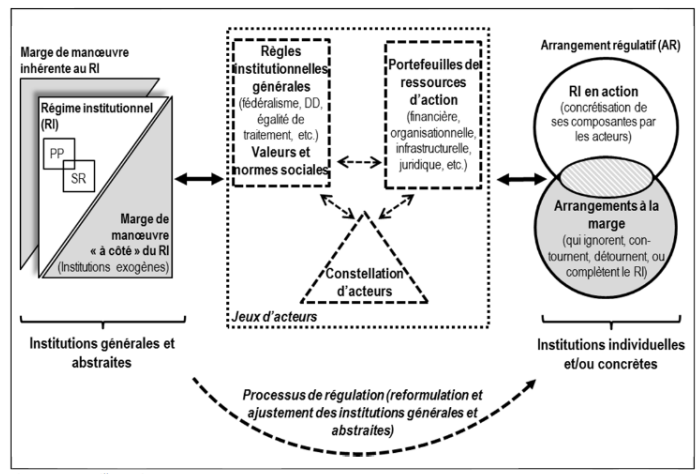 Marge de manœuvre
inhérente au RI
Régime institutionnel
(RI)
PP
SR
Marge de
manœuvre
« à côté » du RI
(Institutions exogènes)
Institutions générales et
abstraites
Règles
institutionnelles
générales
(fédéralisme, DD,
égalité de
traitement, etc.)
Valeurs et
normes sociales
Portefeuilles de
ressources
d’action
(financière,
organisationnelle,
infrastructurelle,
juridique, etc.)
Constellation
d’acteurs
Jeux d’acteurs
Arrangement régulatif (AR)
RI en action
(concrétisation de
ses composantes par
les acteurs)
Arrangements à la
marge
(qui ignorent, con-
tournent, détournent, ou
complètent le RI)
Institutions individuelles
et/ou concrètes
Processus de régulation (reformulation et
ajustement des institutions générales et
abstraites)